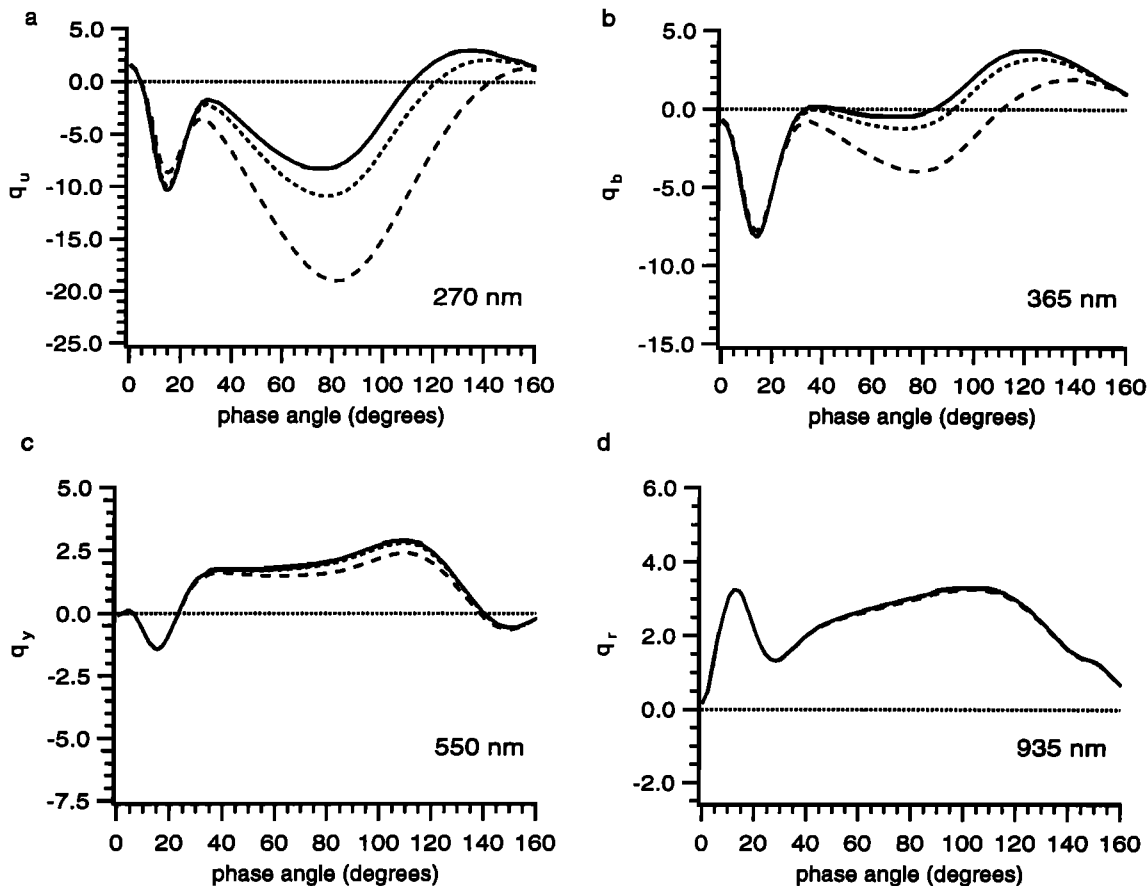 a
5.0
0.0
-5.0
-10.0
-15.0
-20.0
-25.0
q_u
270 nm
0 20 40 60 80 100 120 140 160
phase angle (degrees)
b
5.0
0.0
-5.0
-10.0
-15.0
q_b
365 nm
0 20 40 60 80 100 120 140 160
phase angle (degrees)
c
5.0
2.5
0.0
-2.5
-5.0
-7.5
q_y
550 nm
0 20 40 60 80 100 120 140 160
phase angle (degrees)
d
6.0
4.0
2.0
0.0
-2.0
q_r
935 nm
0 20 40 60 80 100 120 140 160
phase angle (degrees)